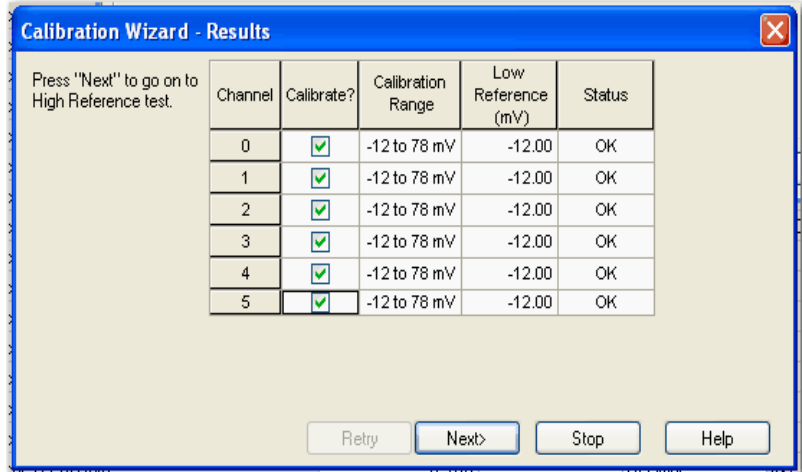 Calibration Wizard - Results
Press "Next" to go on to
High Reference test.
Channel Calibrate? Calibration Range Low Reference (mV) Status
0 -12 to 78 mV -12.00 OK
1 -12 to 78 mV -12.00 OK
2 -12 to 78 mV -12.00 OK
3 -12 to 78 mV -12.00 OK
4 -12 to 78 mV -12.00 OK
5 -12 to 78 mV -12.00 OK
Retry Next> Stop Help